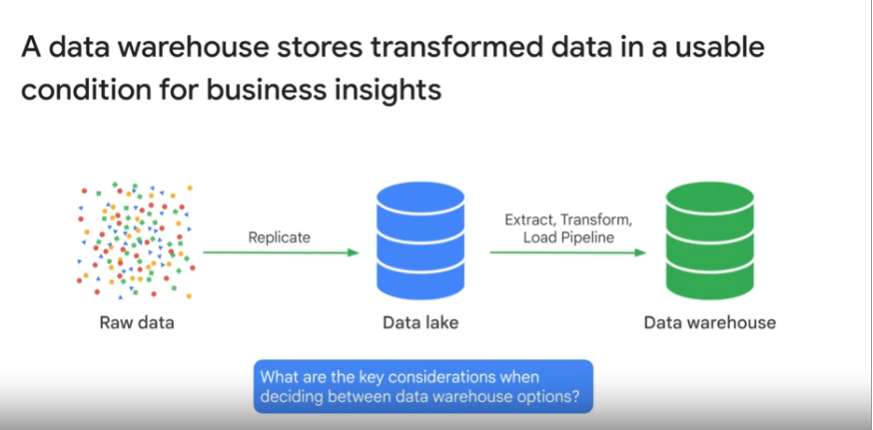 A data warehouse stores transformed data in a usable
condition for business insights
Replicate
Extract, Transform,
Load Pipeline
Raw data
Data lake
Data warehouse
What are the key considerations when
deciding between data warehouse options?